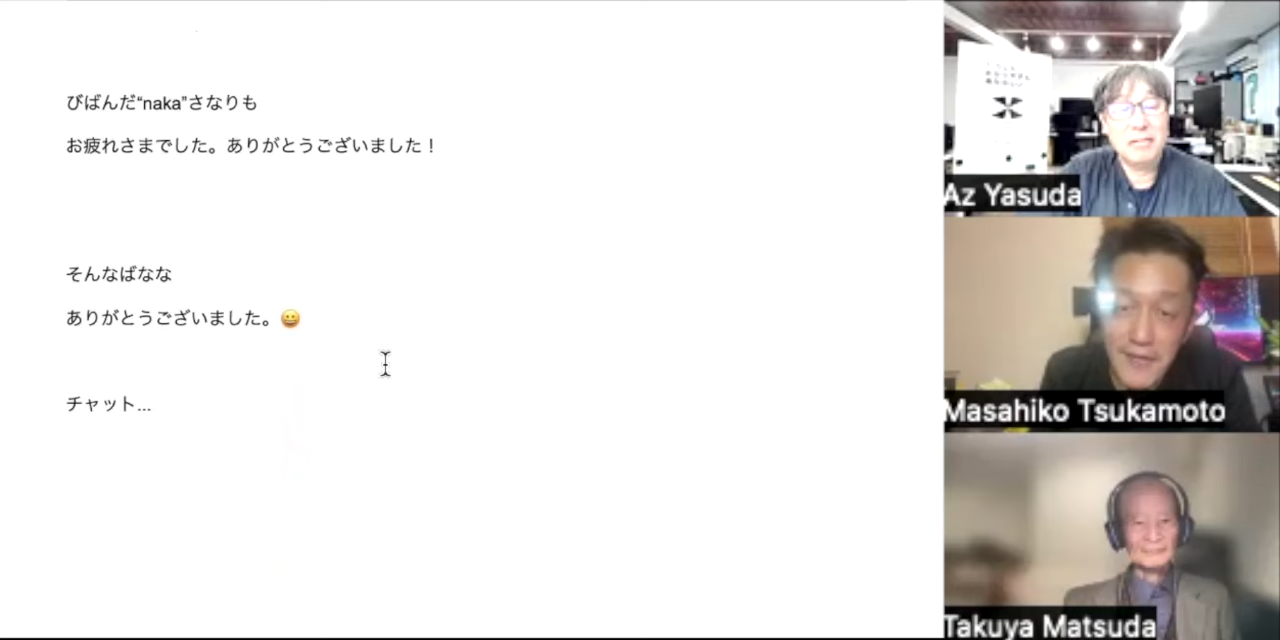 びばんだ“naka”さなりも
お疲れさまでした。ありがとうございました！
そんなばなな
ありがとうございました。😀
チャット...
Az Yasuda
Masahiko Tsukamoto
Takuya Matsuda